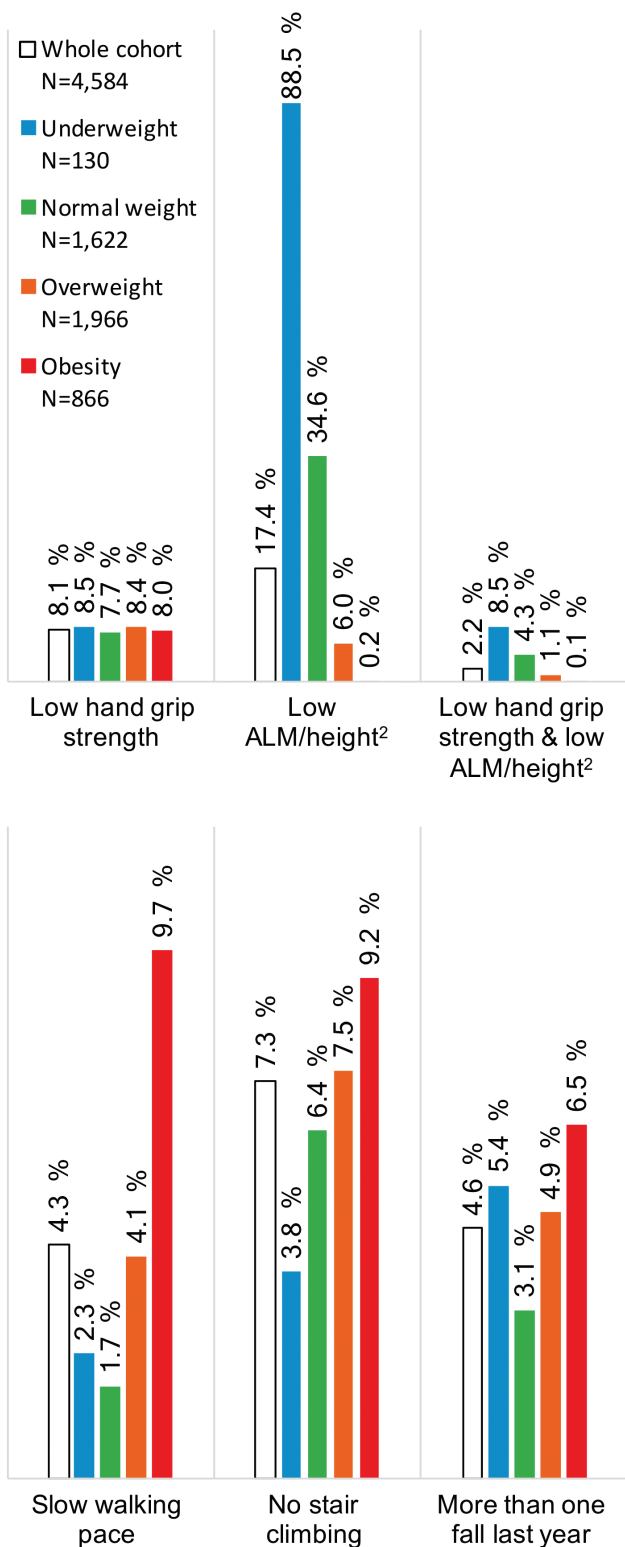 Whole cohort
N=4,584
Underweight
N=130
Normal weight
N=1,622
Overweight
N=1,966
Obesity
N=866
8.1 %
8.5 %
7.7 %
8.4 %
8.0 %
17.4 %
88.5 %
34.6 %
6.0 %
0.2 %
2.2 %
8.5 %
4.3 %
1.1 %
0.1 %
Low hand grip
strength
Low
ALM/height²
Low hand grip
strength & low
ALM/height²
4.3 %
2.3 %
1.7 %
4.1 %
9.7 %
7.3 %
3.8 %
6.4 %
7.5 %
9.2 %
4.6 %
5.4 %
3.1 %
4.9 %
6.5 %
Slow walking
pace
No stair
climbing
More than one
fall last year